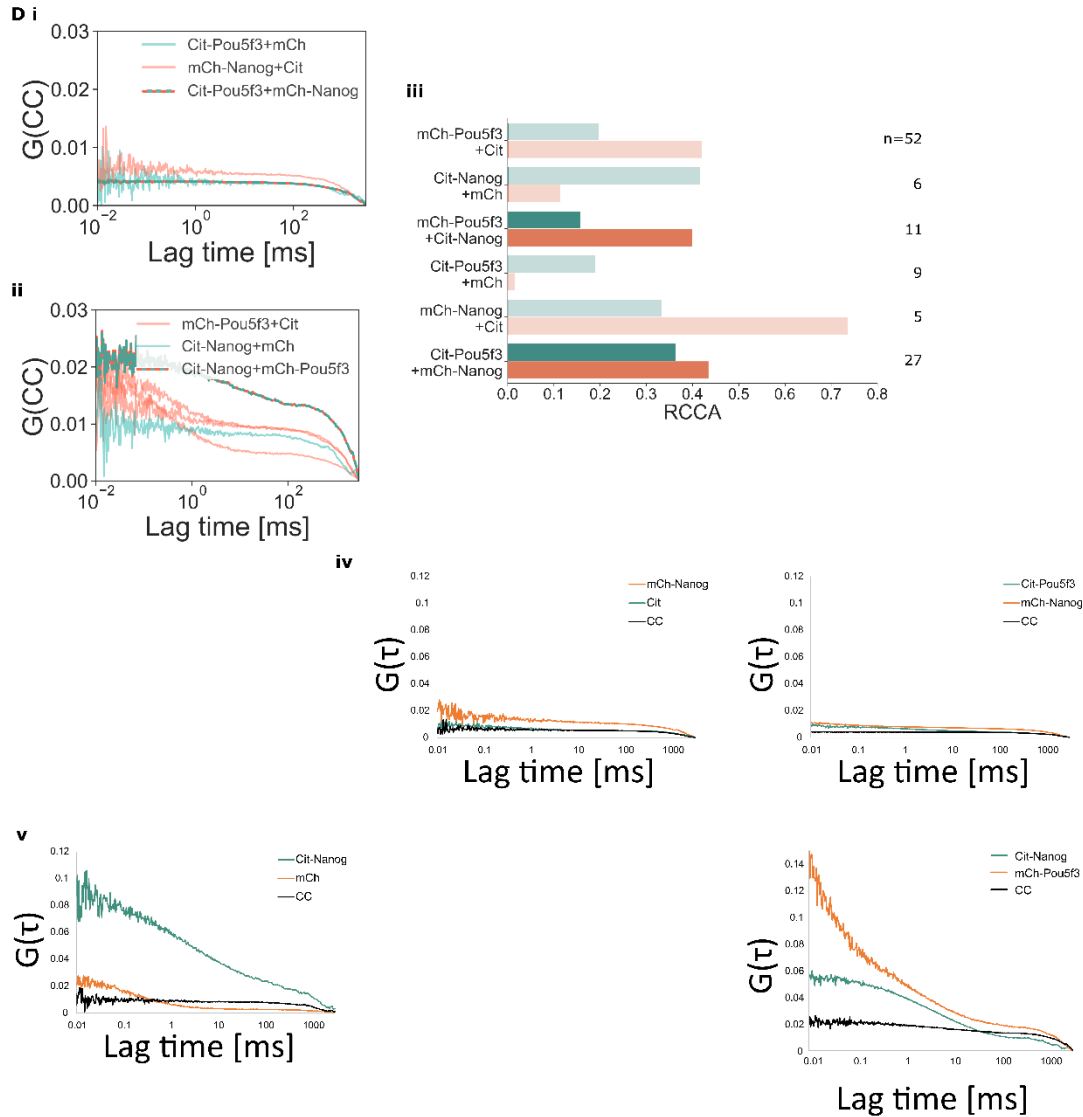 D i
0.03
0.02
0.01
0.00
G(CC)
Cit-Pou5f3+mCh
mCh-Nanog+Cit
Cit-Pou5f3+mCh-Nanog
10⁻² 10⁰ 10²
Lag time [ms]
ii
0.03
0.02
0.01
0.00
G(CC)
mCh-Pou5f3+Cit
Cit-Nanog+mCh
Cit-Nanog+mCh-Pou5f3
10⁻² 10⁰ 10²
Lag time [ms]
iii
mCh-Pou5f3
+Cit
n=52
Cit-Nanog
+mCh
6
mCh-Pou5f3
+Cit-Nanog
11
Cit-Pou5f3
+mCh
9
mCh-Nanog
+Cit
5
Cit-Pou5f3
+mCh-Nanog
27
0.0 0.1 0.2 0.3 0.4 0.5 0.6 0.7 0.8
RCCA
iv
0.12
0.1
0.08
0.06
0.04
0.02
0
G(τ)
mCh-Nanog
Cit
CC
0.01 0.1 1 10 100 1000
Lag time [ms]
0.12
0.1
0.08
0.06
0.04
0.02
0
G(τ)
Cit-Pou5f3
mCh-Nanog
CC
0.01 0.1 1 10 100 1000
Lag time [ms]
v
0.12
0.1
0.08
0.06
0.04
0.02
0
G(τ)
Cit-Nanog
mCh
CC
0.01 0.1 1 10 100 1000
Lag time [ms]
0.14
0.12
0.1
0.08
0.06
0.04
0.02
0
G(τ)
Cit-Nanog
mCh-Pou5f3
CC
0.01 0.1 1 10 100 1000
Lag time [ms]